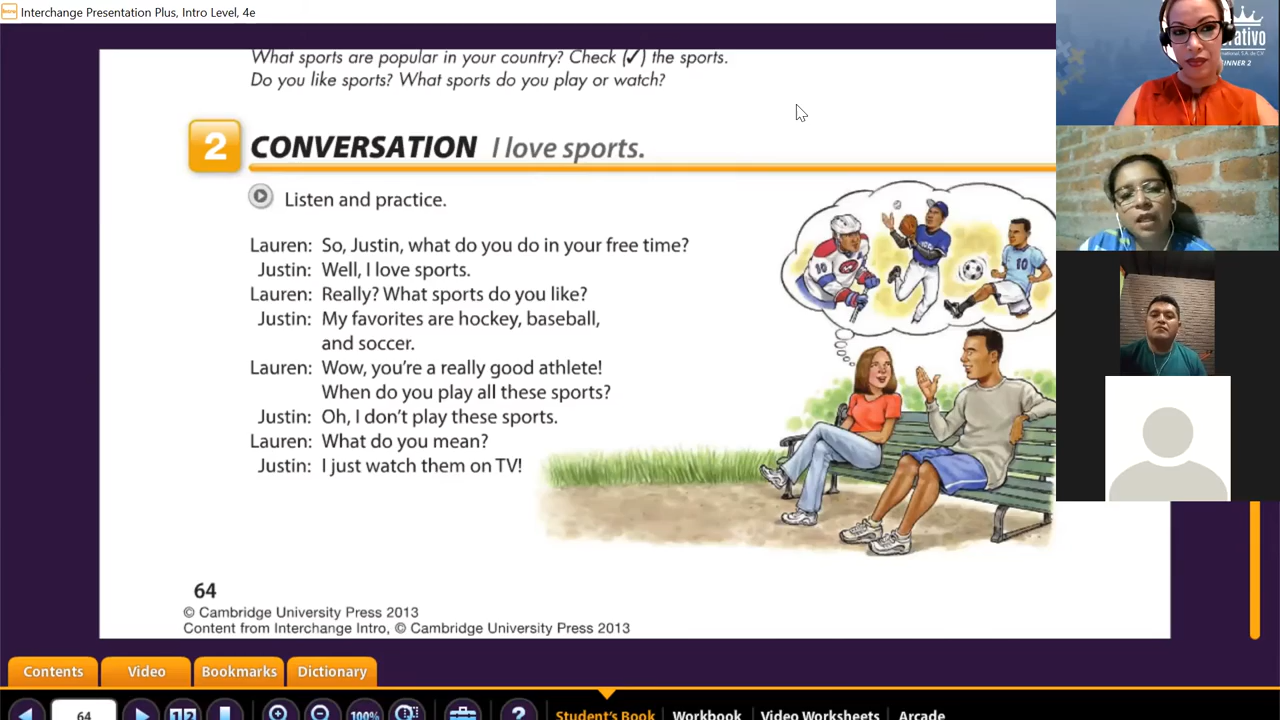 Interchange Presentation Plus, Intro Level, 4e
What sports are popular in your country? Check (✓) the sports.
Do you like sports? What sports do you play or watch?
2 CONVERSATION I love sports.
Listen and practice.
Lauren: So, Justin, what do you do in your free time?
Justin: Well, I love sports.
Lauren: Really? What sports do you like?
Justin: My favorites are hockey, baseball,
and soccer.
Lauren: Wow, you're a really good athlete!
When do you play all these sports?
Justin: Oh, I don't play these sports.
Lauren: What do you mean?
Justin: I just watch them on TV!
10
10
64
© Cambridge University Press 2013
Content from Interchange Intro, © Cambridge University Press 2013
Contents Video Bookmarks Dictionary
64
100%
?
Student's Book Workbook Video Worksheets Arcade